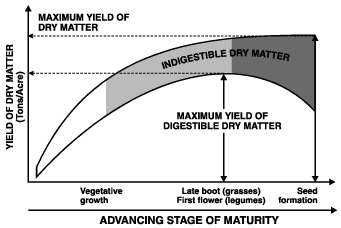 MAXIMUM YIELD OF
DRY MATTER
INDIGESTIBLE DRY MATTER
YIELD OF DRY MATTER
(Tons/Acre)
MAXIMUM YIELD OF
DIGESTIBLE DRY MATTER
Vegetative
growth
Late boot (grasses)
First flower (legumes)
Seed
formation
ADVANCING STAGE OF MATURITY